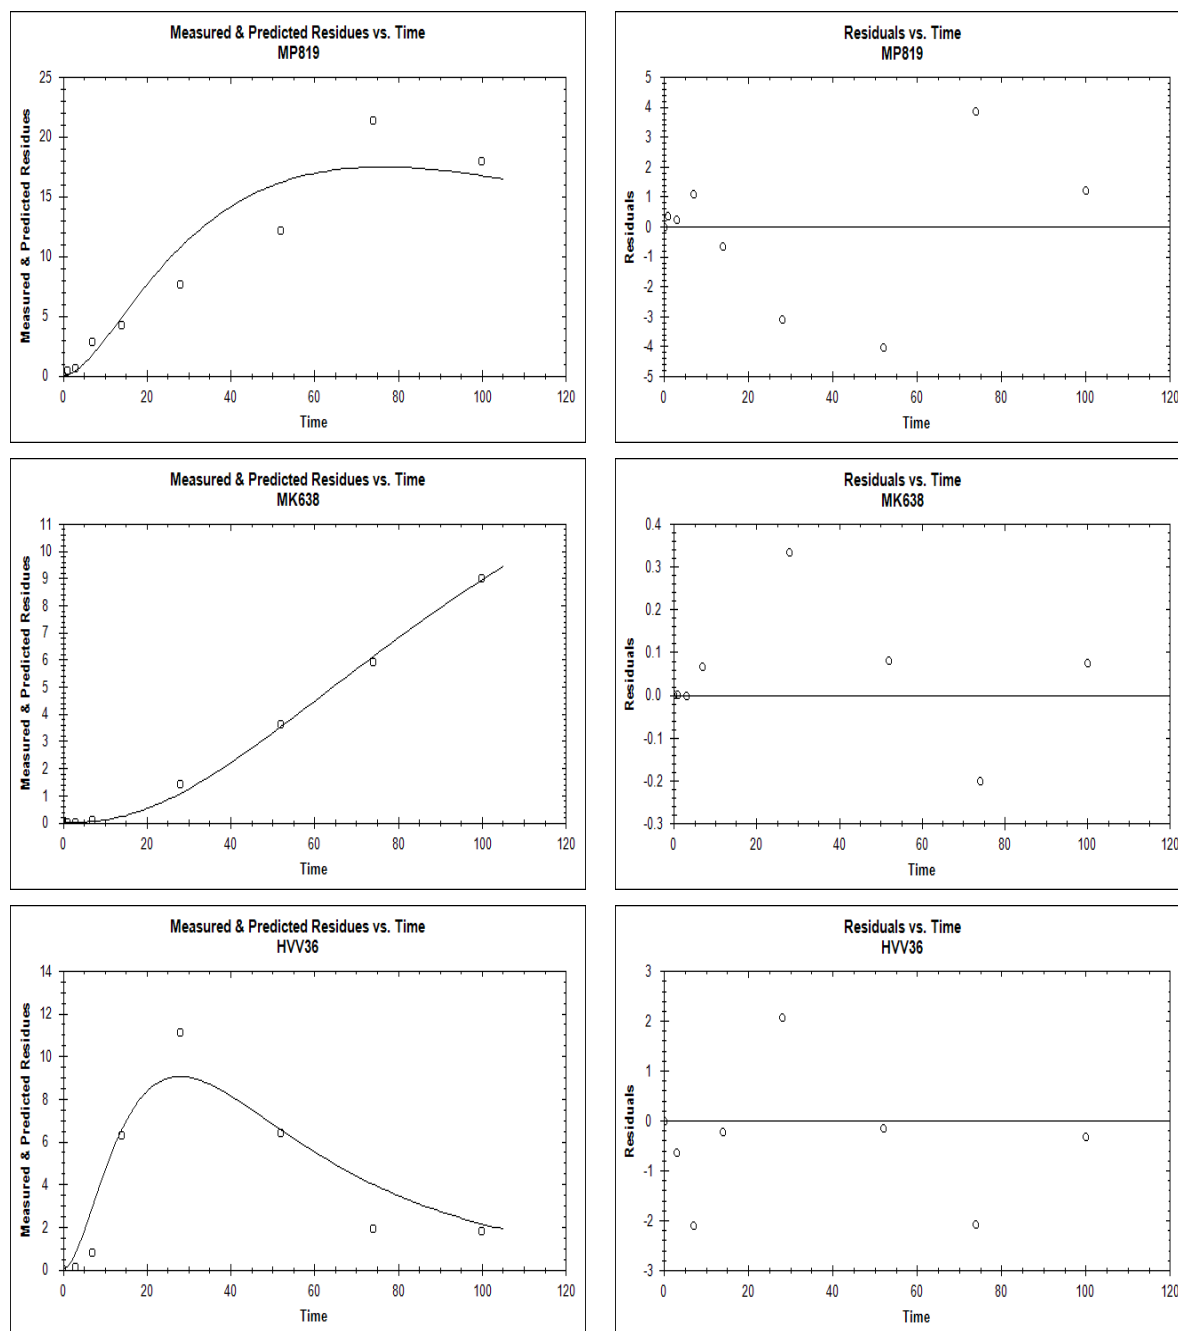 Measured & Predicted Residues vs. Time
MP819
Measured & Predicted Residues
25
20
15
10
5
0
0 20 40 60 80 100 120
Time
Residuals vs. Time
MP819
Residuals
5
4
3
2
1
0
-1
-2
-3
-4
-5
0 20 40 60 80 100 120
Time
Measured & Predicted Residues vs. Time
MK638
Measured & Predicted Residues
11
10
9
8
7
6
5
4
3
2
1
0
0 20 40 60 80 100 120
Time
Residuals vs. Time
MK638
Residuals
0.4
0.3
0.2
0.1
0.0
-0.1
-0.2
-0.3
0 20 40 60 80 100 120
Time
Measured & Predicted Residues vs. Time
HVV36
Measured & Predicted Residues
14
12
10
8
6
4
2
0
0 20 40 60 80 100 120
Time
Residuals vs. Time
HVV36
Residuals
3
2
1
0
-1
-2
-3
0 20 40 60 80 100 120
Time